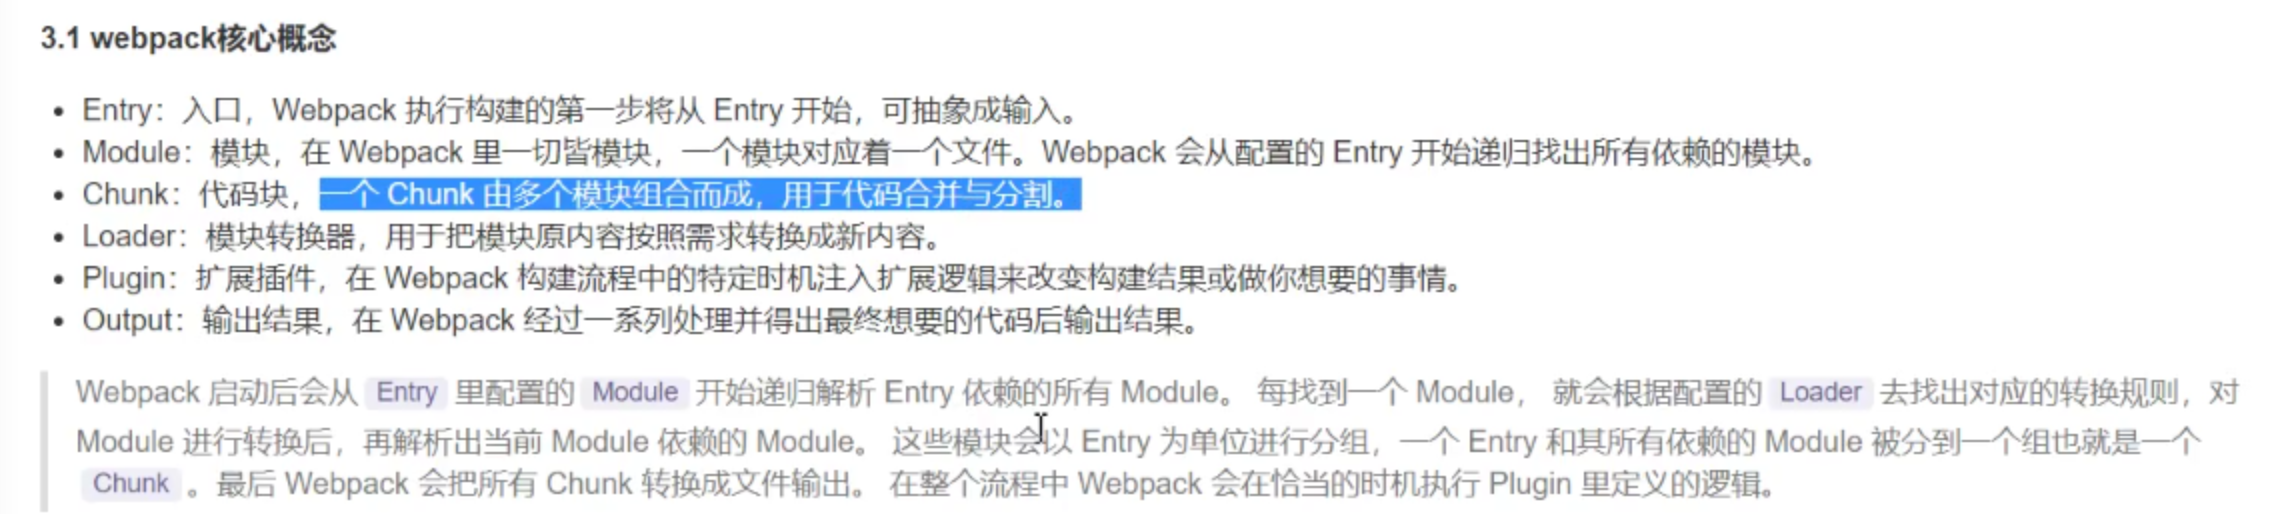 3.1 webpack核心概念
Entry：入口，Webpack 执行构建的第一步将从 Entry 开始，可抽象成输入。
Module：模块，在 Webpack 里一切皆模块，一个模块对应着一个文件。Webpack 会从配置的 Entry 开始递归找出所有依赖的模块。
Chunk：代码块，一个 Chunk 由多个模块组合而成，用于代码合并与分割。
Loader：模块转换器，用于把模块原内容按照需求转换成新内容。
Plugin：扩展插件，在 Webpack 构建流程中的特定时机注入扩展逻辑来改变构建结果或做你想要的事情。
Output：输出结果，在 Webpack 经过一系列处理并得出最终想要的代码后输出结果。
Webpack 启动后会从 Entry 里配置的 Module 开始递归解析 Entry 依赖的所有 Module。 每找到一个 Module， 就会根据配置的 Loader 去找出对应的转换规则，对
Module 进行转换后，再解析出当前 Module 依赖的 Module。 这些模块会以 Entry 为单位进行分组，一个 Entry 和其所有依赖的 Module 被分到一个组也就是一个
Chunk 。最后 Webpack 会把所有 Chunk 转换成文件输出。 在整个流程中 Webpack 会在恰当的时机执行 Plugin 里定义的逻辑。